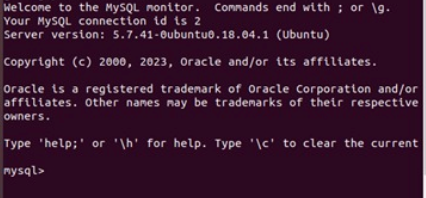 Welcome to the MySQL monitor.  Commands end with ; or \g.
Your MySQL connection id is 2
Server version: 5.7.41-0ubuntu0.18.04.1 (Ubuntu)
Copyright (c) 2000, 2023, Oracle and/or its affiliates.
Oracle is a registered trademark of Oracle Corporation and/or
affiliates. Other names may be trademarks of their respective
owners.
Type 'help;' or '\h' for help. Type '\c' to clear the current
mysql>